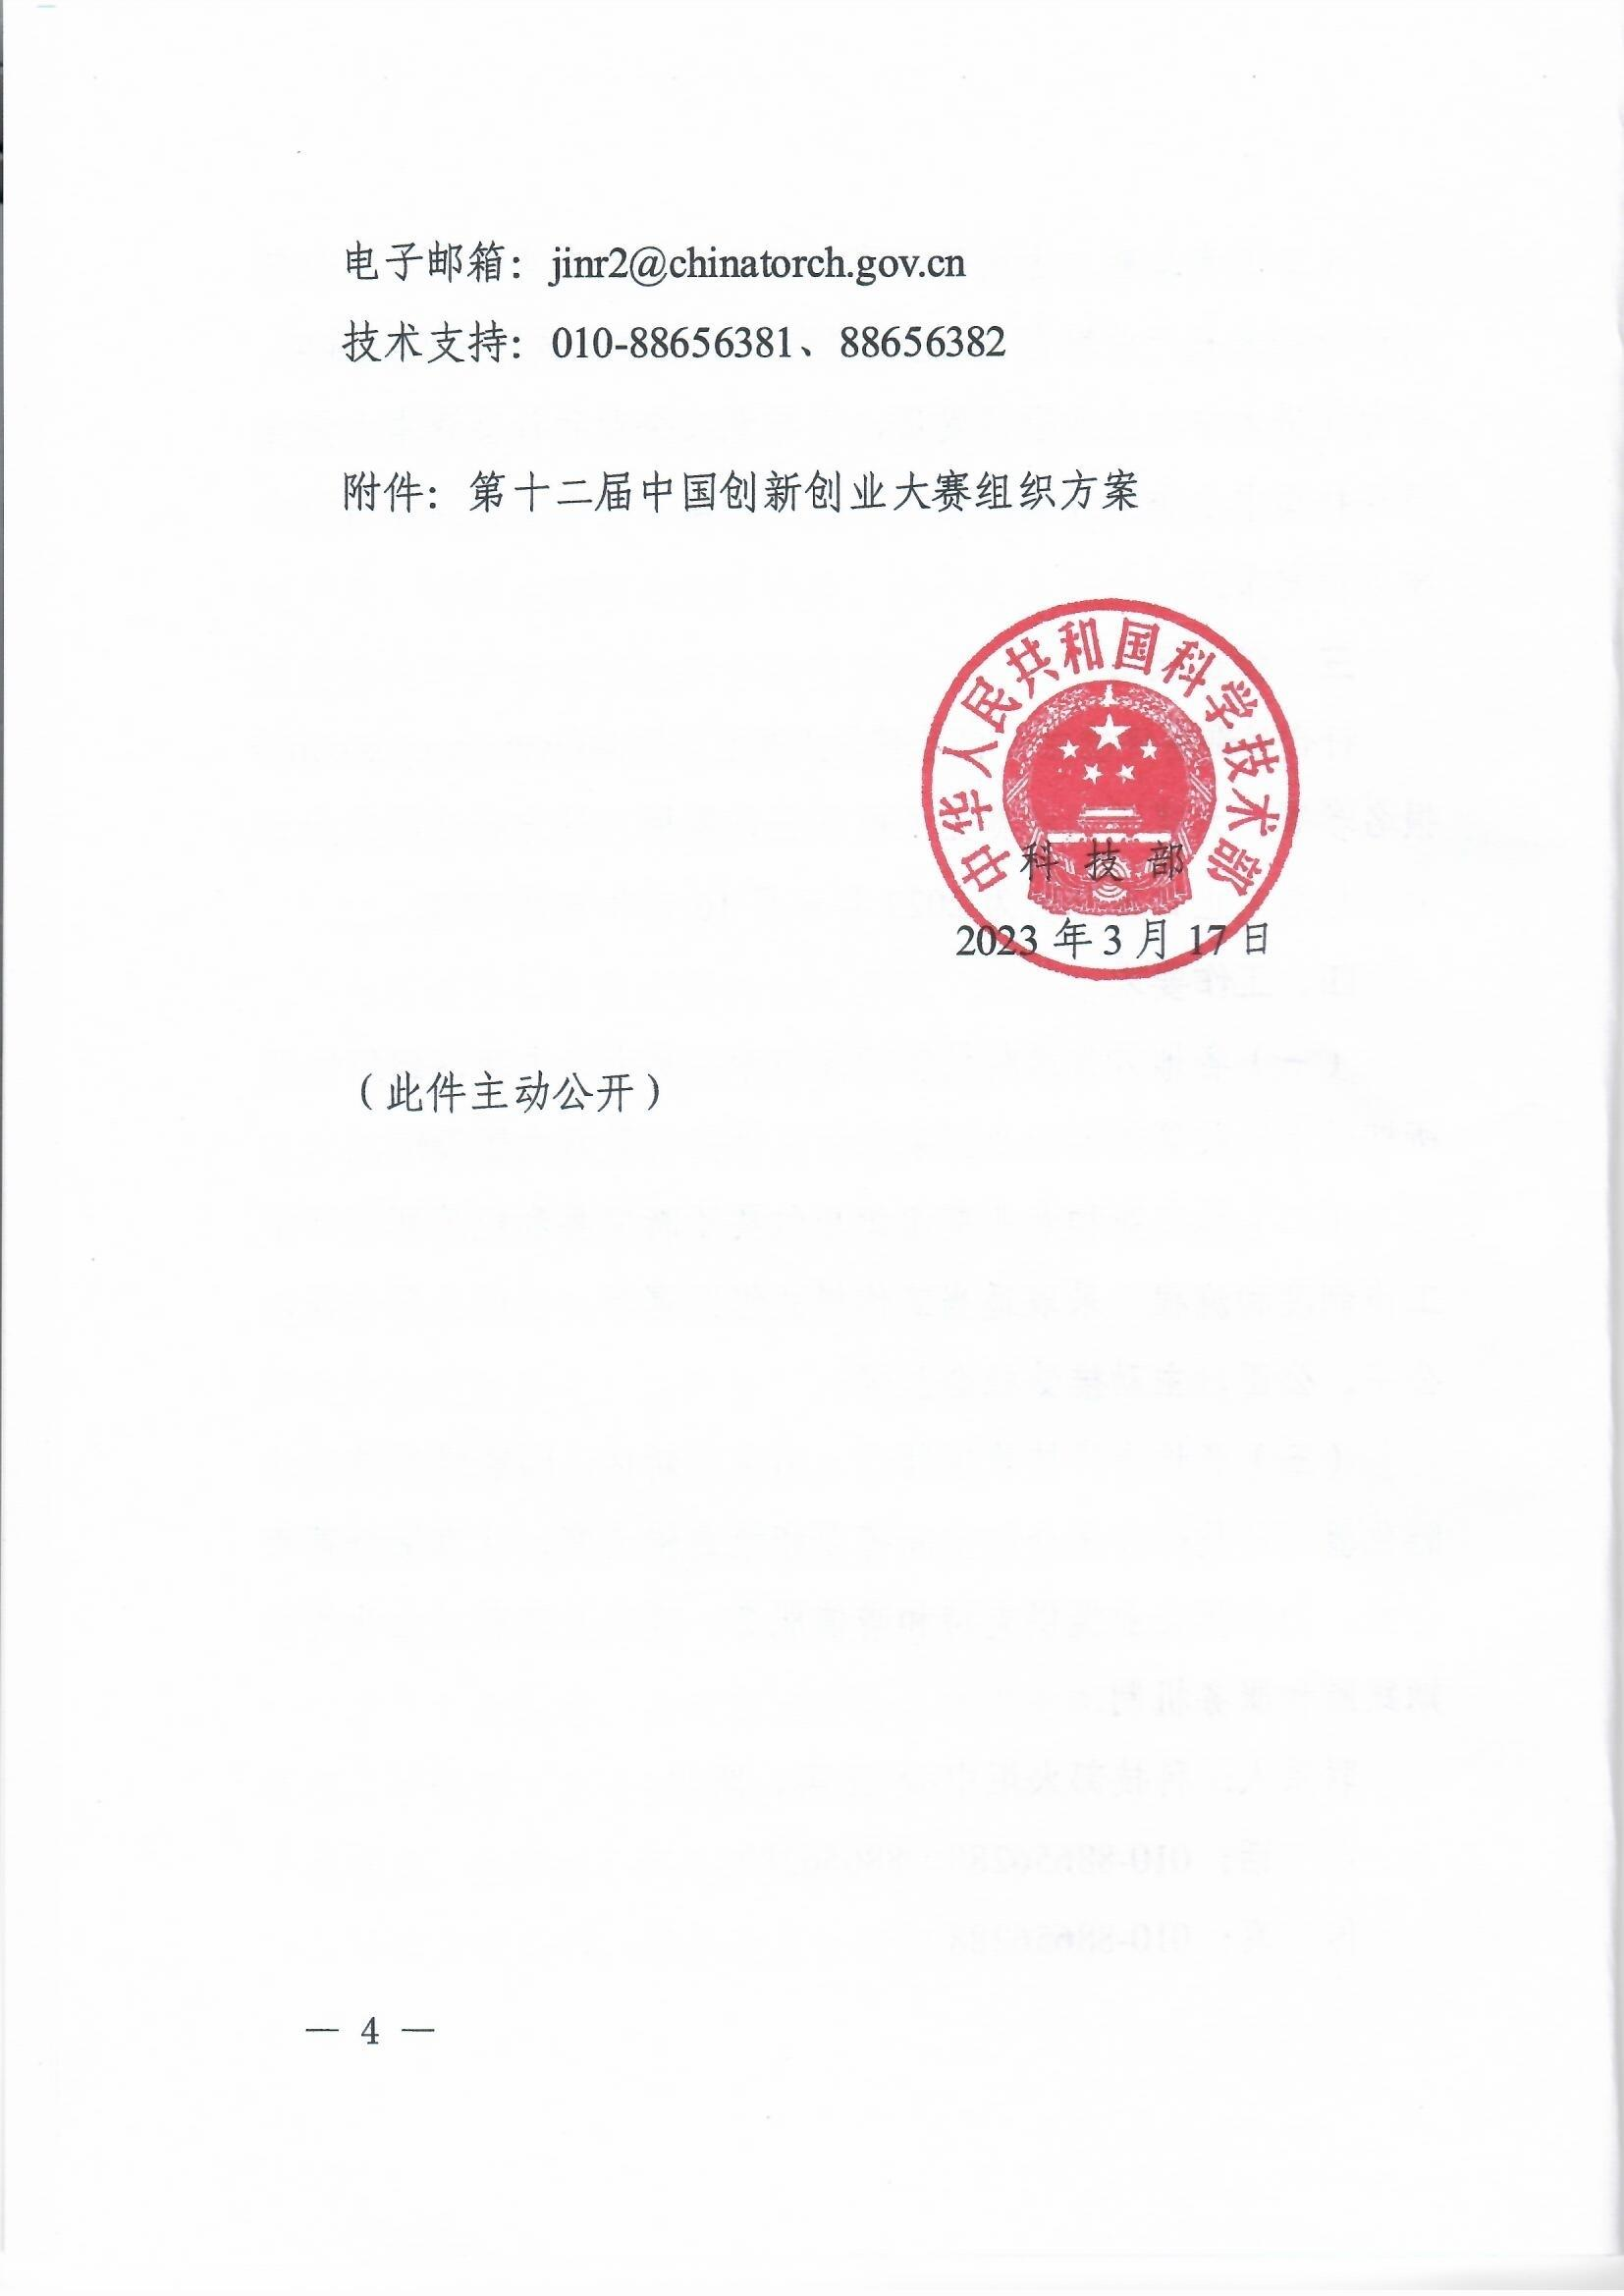 电子邮箱：jinr2@chinatorch.gov.cn
技术支持：010-88656381、88656382
附件：第十二届中国创新创业大赛组织方案
中华人民共和国科学技术部
科技部
2023年3月17日
（此件主动公开）
— 4 —